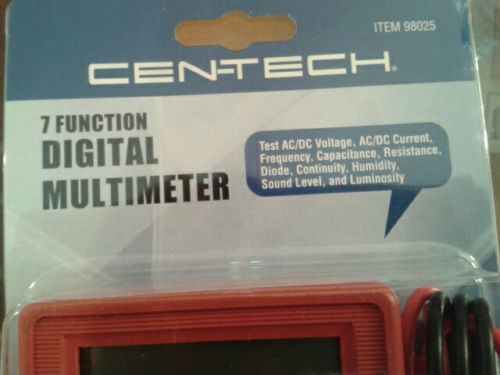 ITEM 98025
CEN-TECH®
7 FUNCTION
DIGITAL
MULTIMETER
Test AC/DC Voltage, AC/DC Current,
Frequency, Capacitance, Resistance,
Diode, Continuity, Humidity,
Sound Level, and Luminosity